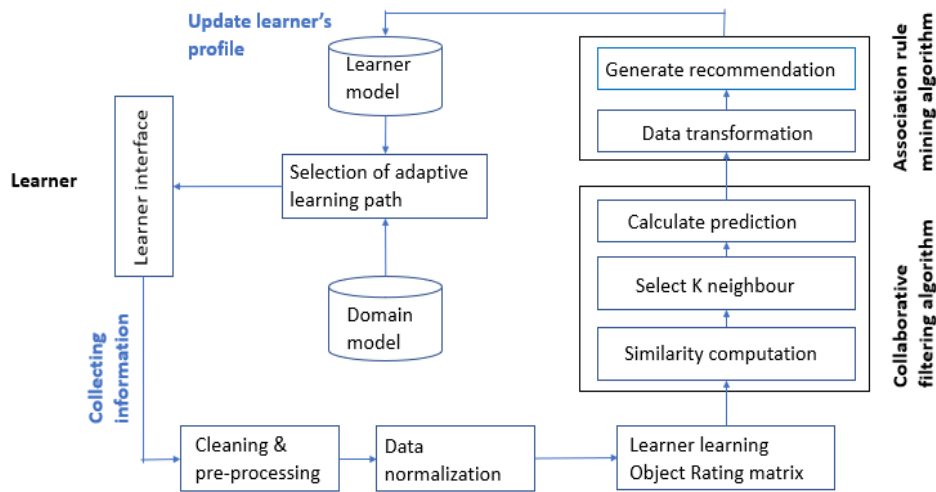 Update learner's
profile
Learner
model
Generate recommendation
Data transformation
Association rule
mining algorithm
Learner
Learner interface
Selection of adaptive
learning path
Domain
model
Calculate prediction
Select K neighbour
Similarity computation
Collaborative
filtering algorithm
Collecting
information
Cleaning &
pre-processing
Data
normalization
Learner learning
Object Rating matrix